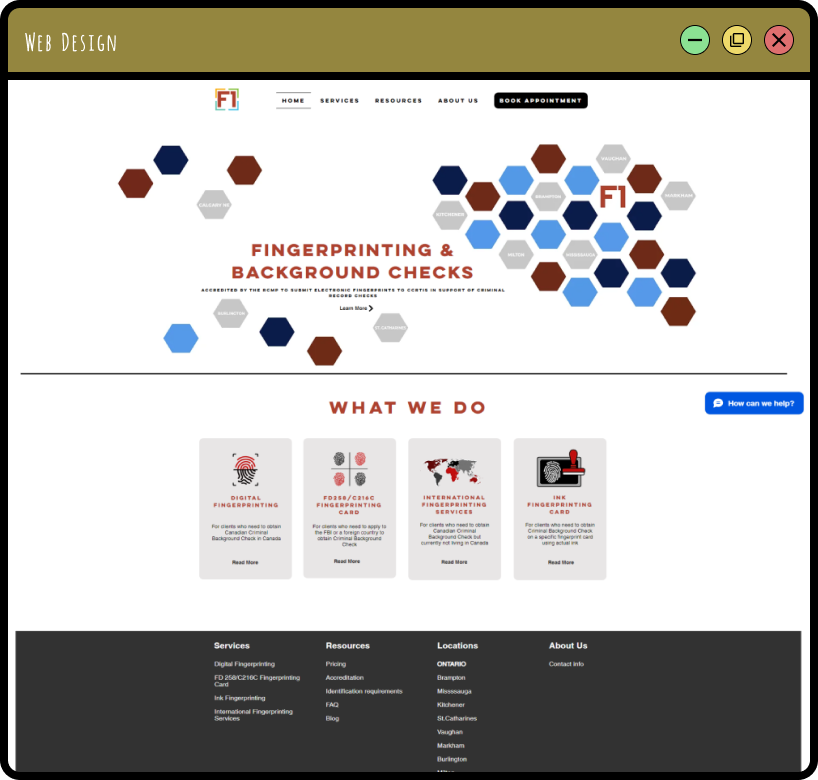 Web Design
F1
HOME SERVICES RESOURCES ABOUT US BOOK APPOINTMENT
VAUGHAN
BRAMPTON
MARKHAM
F1
CALGARY
KITCHENER
MILTON
MISSISSAUGA
FINGERPRINTING &
BACKGROUND CHECKS
ACCREDITED BY THE RCMP TO SUBMIT ELECTRONIC FINGERPRINTS TO CCRTIS IN SUPPORT OF CRIMINAL
RECORD CHECKS
Learn More
BURLINGTON
ST. CATHARINES
WHAT WE DO
How can we help?
DIGITAL
FINGERPRINTING
For clients who need to obtain
Canadian Criminal
Background Check in Canada
Read More
FD258/C216C
FINGERPRINTING
CARD
For clients who need to apply to
the FBI or a foreign country to
obtain Criminal Background
Check
Read More
INTERNATIONAL
FINGERPRINTING
SERVICES
For clients who need to obtain
Canadian Criminal
Background Check but
currently not living in Canada
Read More
INK
FINGERPRINTING
CARD
For clients who need to obtain
Criminal Background Check
on a specific fingerprint card
using actual ink
Read More
Services
Digital Fingerprinting
FD 258/C216C Fingerprinting
Card
Ink Fingerprinting
International Fingerprinting
Services
Resources
Pricing
Accreditation
Identification requirements
FAQ
Blog
Locations
ONTARIO
Brampton
Mississauga
Kitchener
St.Catharines
Vaughan
Markham
Burlington
Milton
About Us
Contact Info